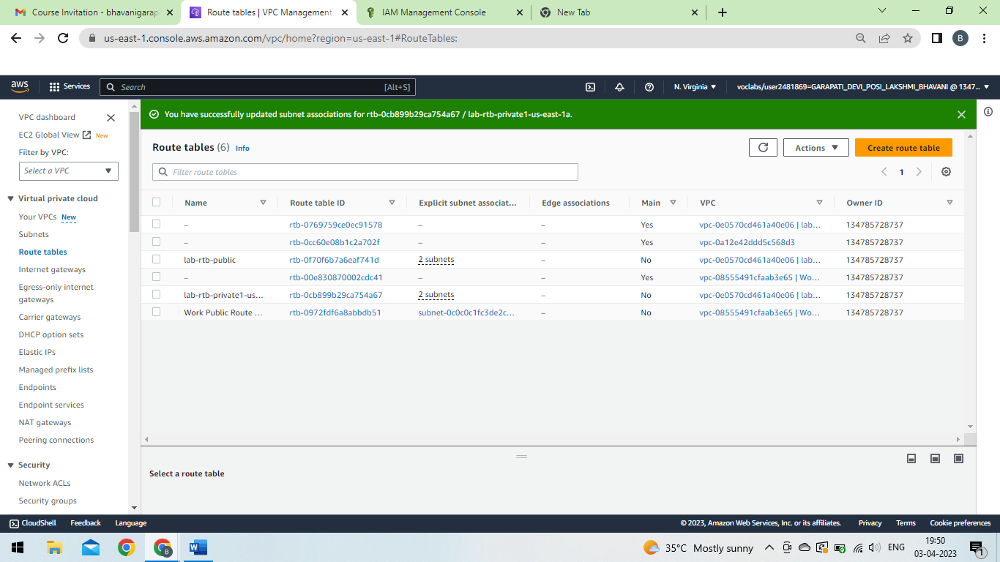 Course Invitation - bhavanigarap
Route tables | VPC Management
IAM Management Console
New Tab
us-east-1.console.aws.amazon.com/vpc/home?region=us-east-1#RouteTables:
B
aws
Services
Search
[Alt+S]
N. Virginia
voclabs/user2481869=GARAPATI_DEVI_POSI_LAKSHMI_BHAVANI @ 1347...
VPC dashboard
EC2 Global View New
Filter by VPC:
Select a VPC
Virtual private cloud
Your VPCs New
Subnets
Route tables
Internet gateways
Egress-only internet
gateways
Carrier gateways
DHCP option sets
Elastic IPs
Managed prefix lists
Endpoints
Endpoint services
NAT gateways
Peering connections
Security
Network ACLs
Security groups
You have successfully updated subnet associations for rtb-0cb899b29ca754a67 / lab-rtb-private1-us-east-1a.
Route tables (6) Info
Actions
Create route table
Filter route tables
1
Name Route table ID Explicit subnet associat... Edge associations Main VPC Owner ID
– rtb-0769759ce0ec91578 – – Yes vpc-0e0570cd461a40e06 | lab... 134785728737
– rtb-0cc60e08b1c2a702f – – Yes vpc-0a12e42ddd5c568d3 134785728737
lab-rtb-public rtb-0f70f6b7a6eaf741d 2 subnets – No vpc-0e0570cd461a40e06 | lab... 134785728737
– rtb-00e830870002cdc41 – – Yes vpc-08555491cfaab3e65 | Wo... 134785728737
lab-rtb-private1-us... rtb-0cb899b29ca754a67 2 subnets – No vpc-0e0570cd461a40e06 | lab... 134785728737
Work Public Route ... rtb-0972fdf6a8abbdb51 subnet-0c0c0c1fc3de2c... – No vpc-08555491cfaab3e65 | Wo... 134785728737
Select a route table
CloudShell
Feedback
Language
© 2023, Amazon Web Services, Inc. or its affiliates.
Privacy
Terms
Cookie preferences
B
W
35°C Mostly sunny
ENG
19:50
03-04-2023
1